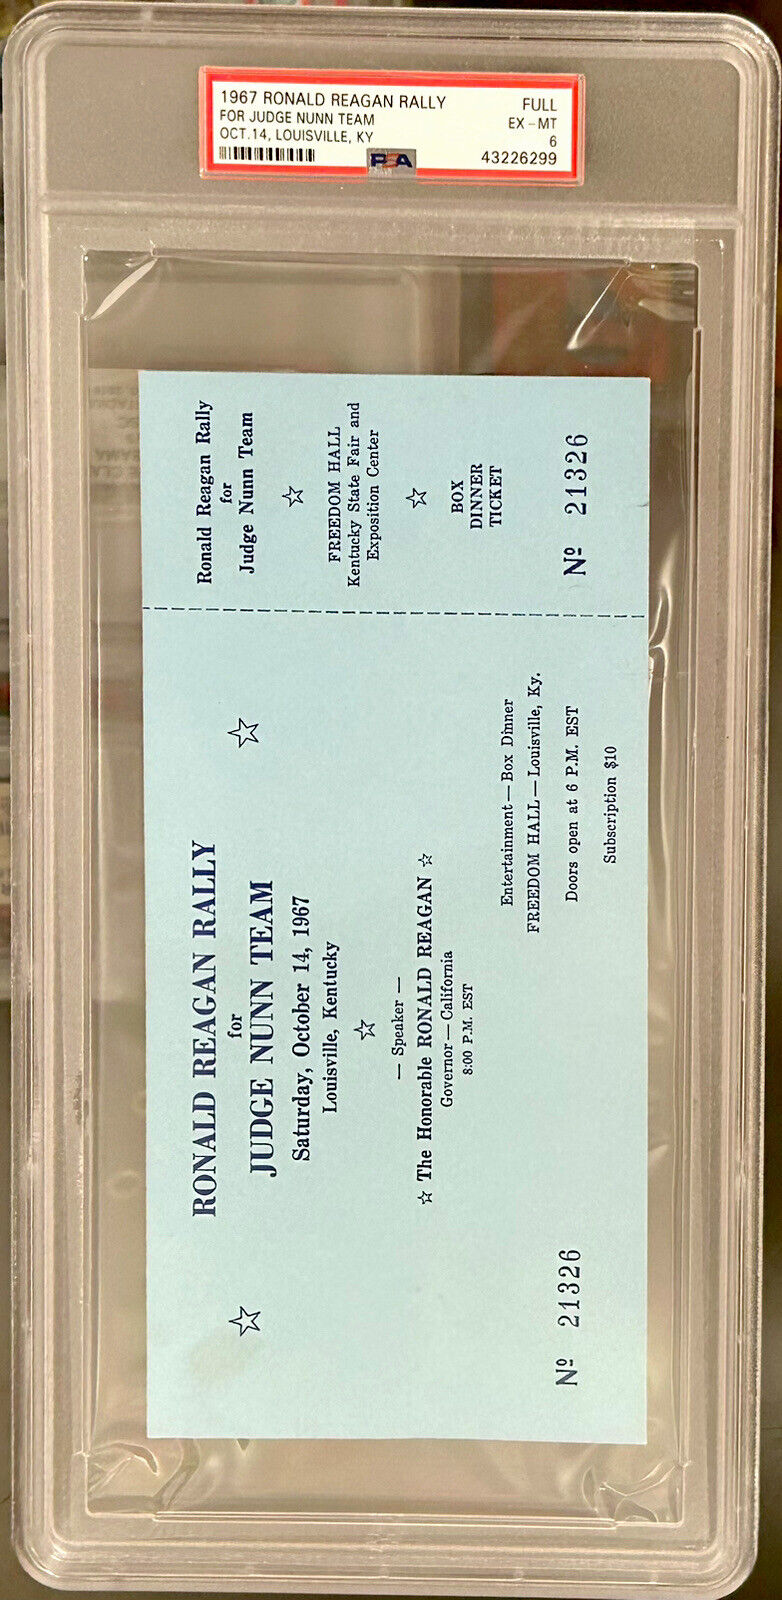 1967 RONALD REAGAN RALLY FULL
FOR JUDGE NUNN TEAM EX-MT
OCT.14, LOUISVILLE, KY 6
PSA 43226299
Ronald Reagan Rally
for
Judge Nunn Team
☆
FREEDOM HALL
Kentucky State Fair and
Exposition Center
☆
BOX
DINNER
TICKET
Nº 21326
RONALD REAGAN RALLY
for
☆ JUDGE NUNN TEAM ☆
Saturday, October 14, 1967
Louisville, Kentucky
☆
— Speaker —
☆ The Honorable RONALD REAGAN ☆
Governor — California
8:00 P.M. EST
Entertainment — Box Dinner
FREEDOM HALL — Louisville, Ky.
Doors open at 6 P.M. EST
Nº 21326
Subscription $10